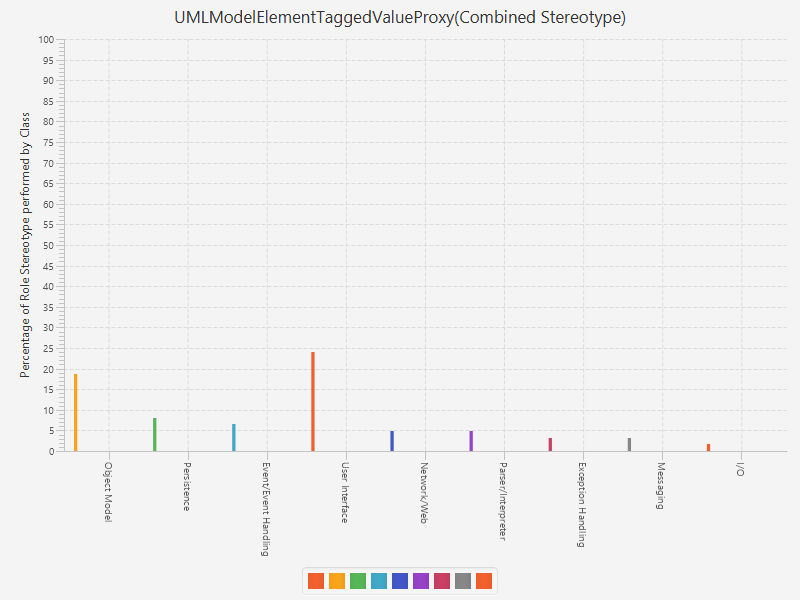 UMLModelElementTaggedValueProxy(Combined Stereotype)
Percentage of Role Stereotype performed by Class
100
95
90
85
80
75
70
65
60
55
50
45
40
35
30
25
20
15
10
5
0
Object Model
Persistence
Event/Event Handling
User Interface
Network/Web
Parser/Interpreter
Exception Handling
Messaging
I/O